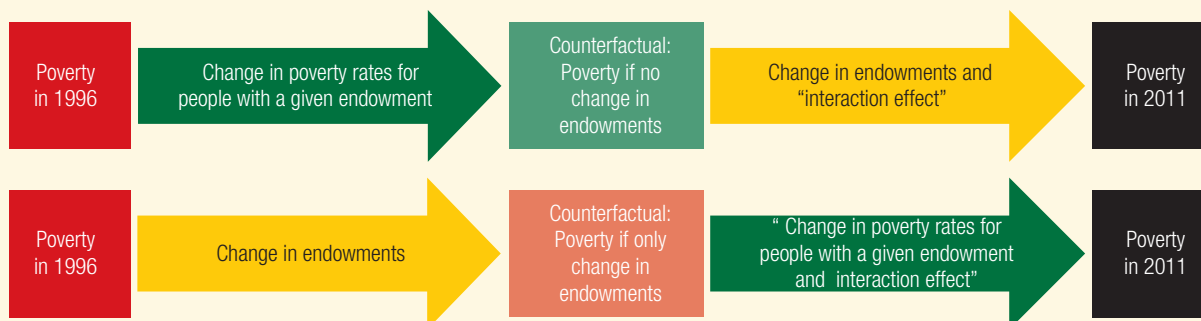 Poverty
in 1996
Change in poverty rates for
people with a given endowment
Counterfactual:
Poverty if no
change in
endowments
Change in endowments and
“interaction effect”
Poverty
in 2011
Poverty
in 1996
Change in endowments
Counterfactual:
Poverty if only
change in
endowments
“ Change in poverty rates for
people with a given endowment
and interaction effect”
Poverty
in 2011